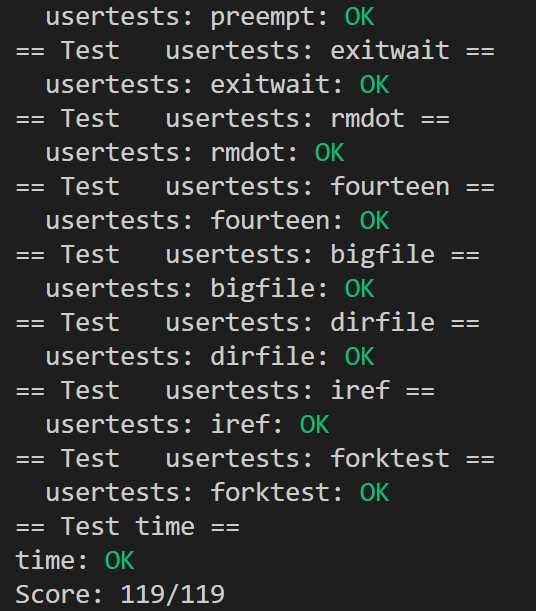 usertests: preempt: OK
== Test   usertests: exitwait ==
  usertests: exitwait: OK
== Test   usertests: rmdot ==
  usertests: rmdot: OK
== Test   usertests: fourteen ==
  usertests: fourteen: OK
== Test   usertests: bigfile ==
  usertests: bigfile: OK
== Test   usertests: dirfile ==
  usertests: dirfile: OK
== Test   usertests: iref ==
  usertests: iref: OK
== Test   usertests: forktest ==
  usertests: forktest: OK
== Test time ==
time: OK
Score: 119/119